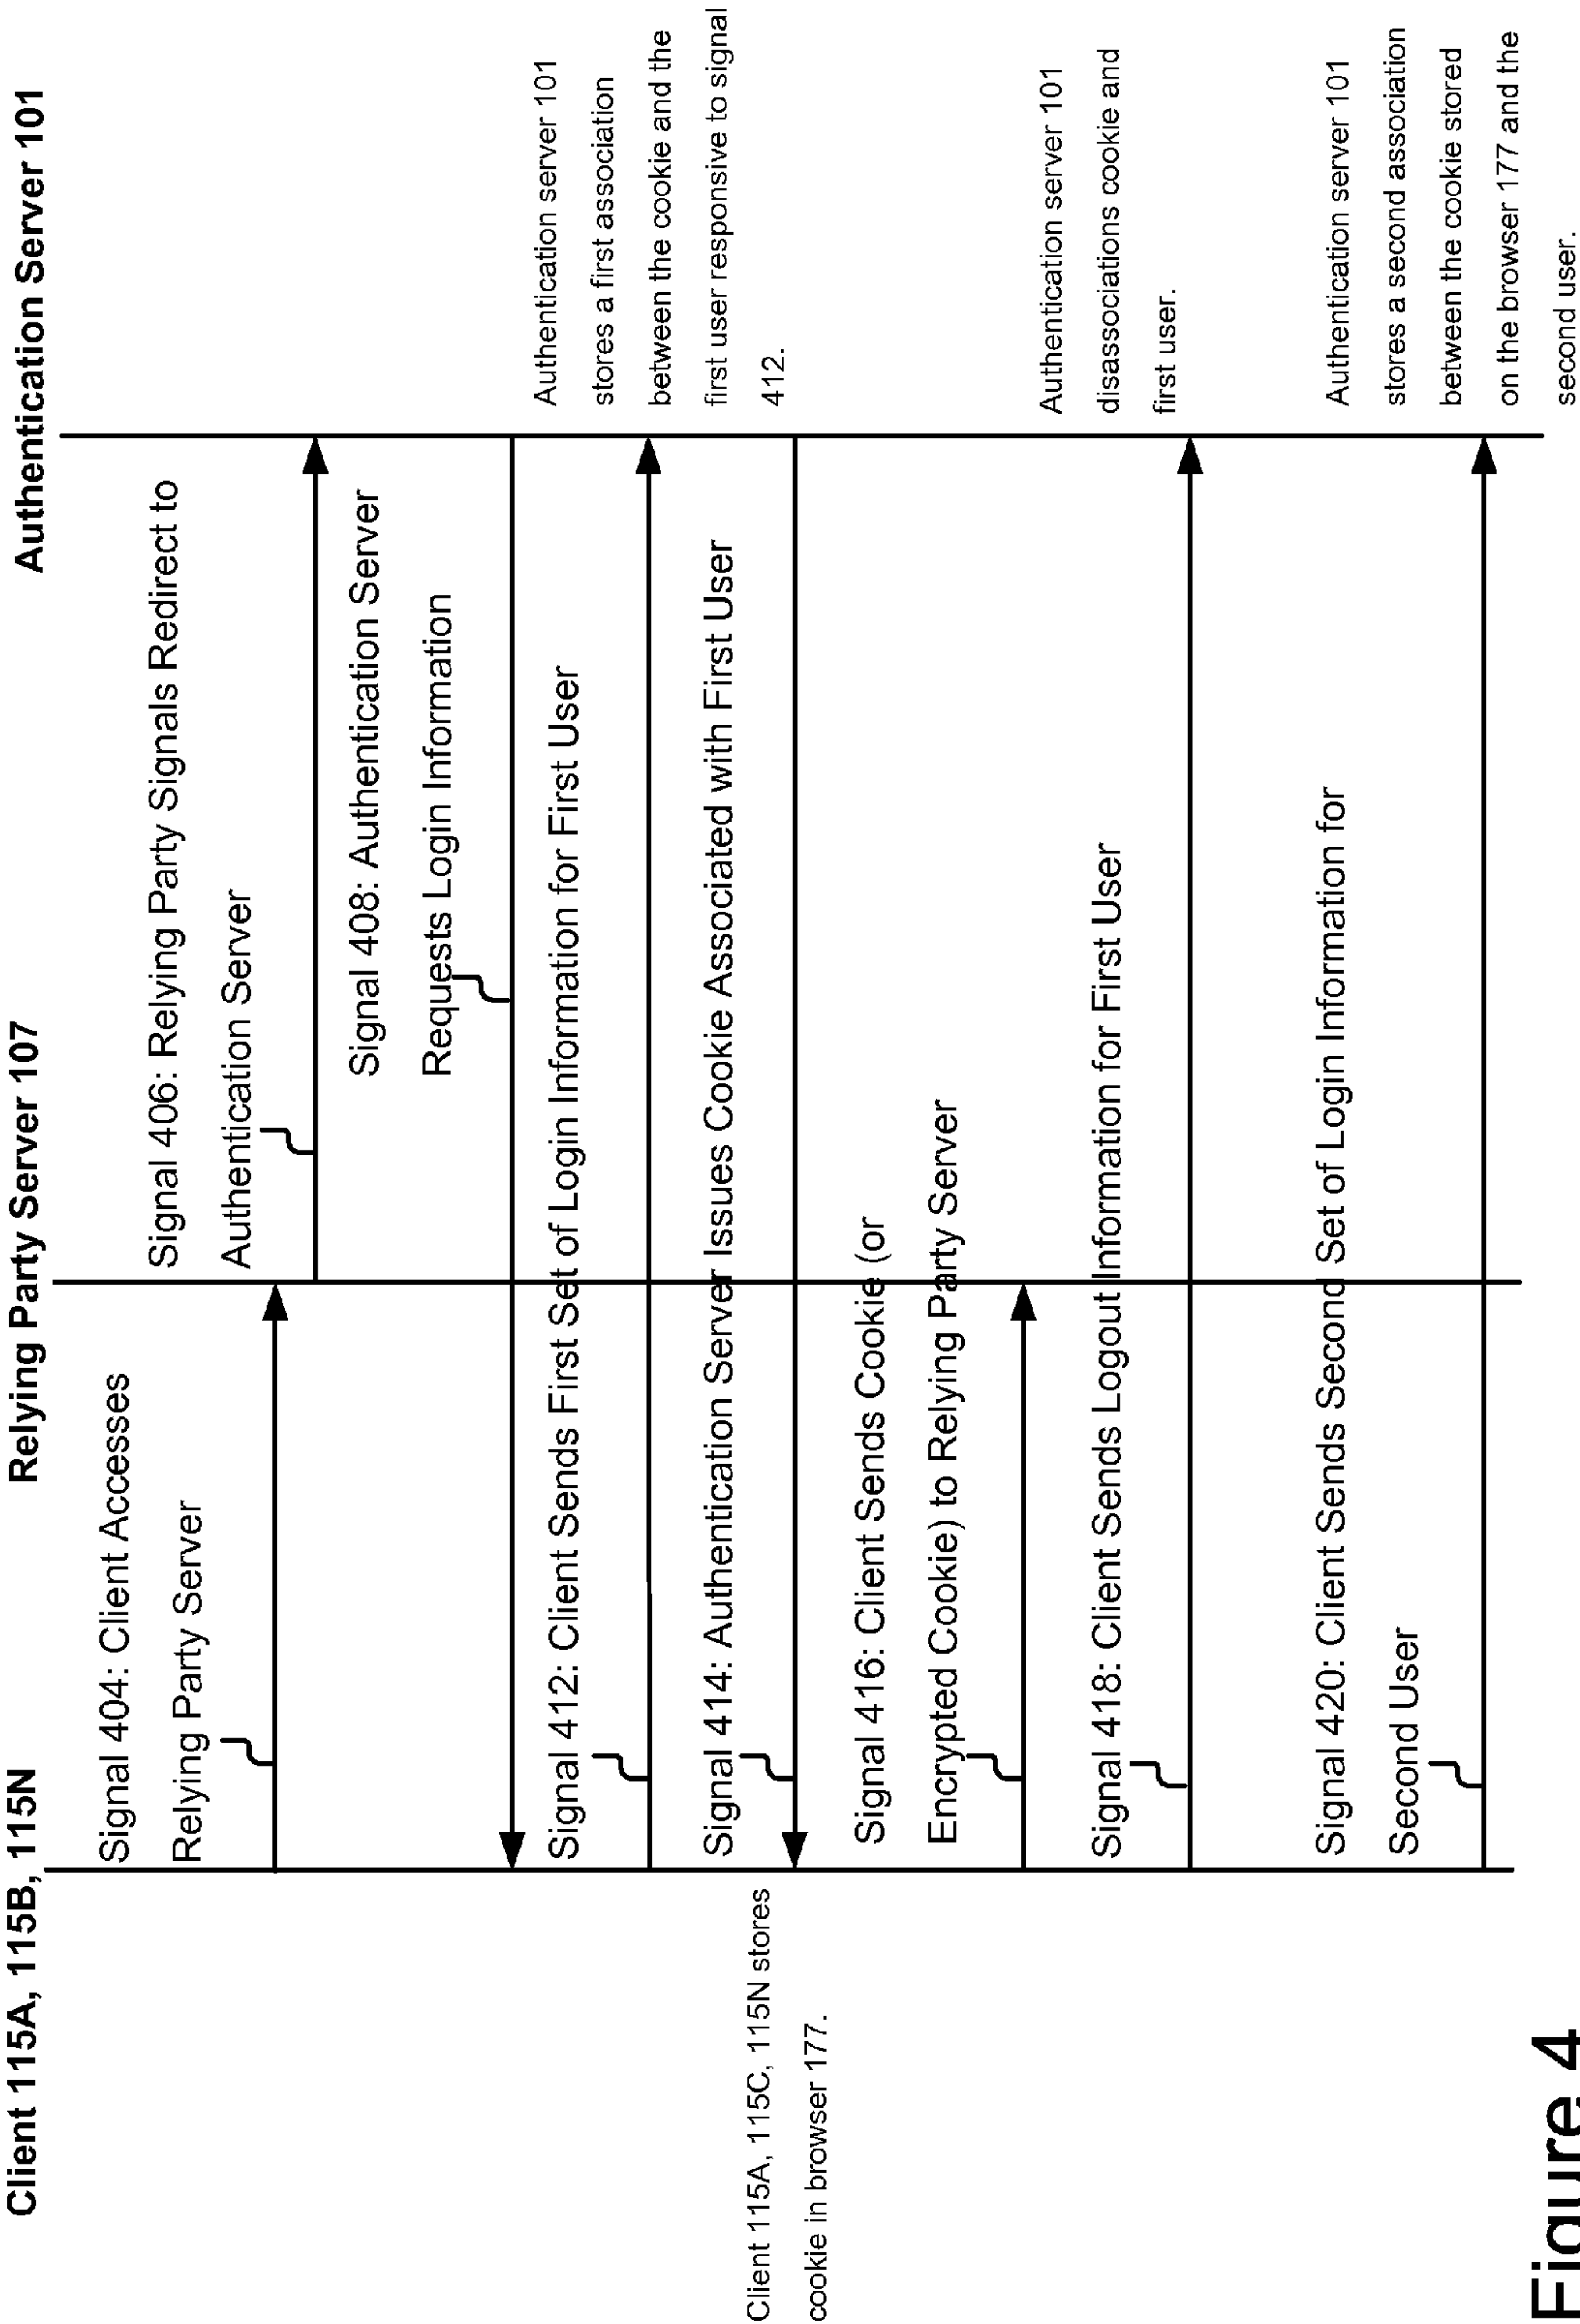 Client 115A, 115B, 115N
Relying Party Server 107
Authentication Server 101
Signal 404: Client Accesses
Relying Party Server
Signal 406: Relying Party Signals Redirect to
Authentication Server
Signal 408: Authentication Server
Requests Login Information
Signal 412: Client Sends First Set of Login Information for First User
Authentication server 101
stores a first association
between the cookie and the
first user responsive to signal
412.
Signal 414: Authentication Server Issues Cookie Associated with First User
Client 115A, 115C, 115N stores
cookie in browser 177.
Signal 416: Client Sends Cookie (or
Encrypted Cookie) to Relying Party Server
Signal 418: Client Sends Logout Information for First User
Authentication server 101
disassociations cookie and
first user.
Signal 420: Client Sends Second Set of Login Information for
Second User
Authentication server 101
stores a second association
between the cookie stored
on the browser 177 and the
second user.
Figure 4